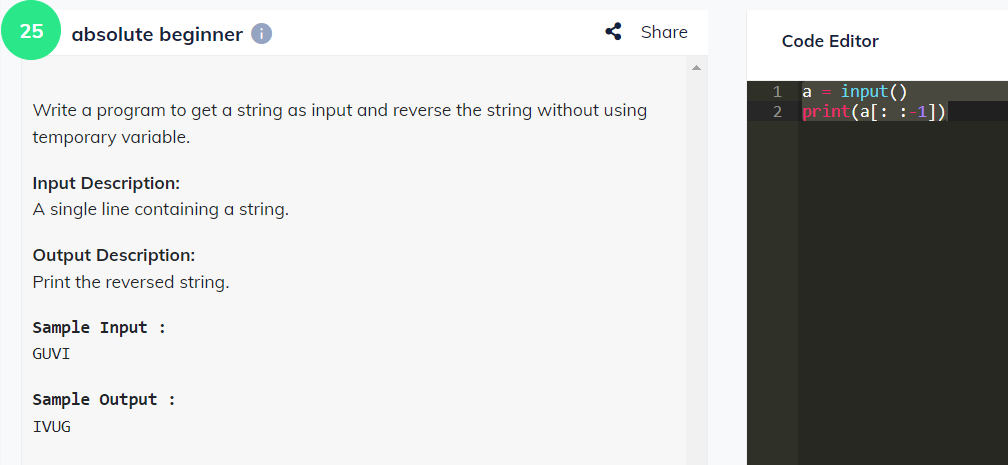 25
absolute beginner
Share
Write a program to get a string as input and reverse the string without using
temporary variable.
Input Description:
A single line containing a string.
Output Description:
Print the reversed string.
Sample Input :
GUVI
Sample Output :
IVUG
Code Editor
1 a = input()
2 print(a[: :-1])